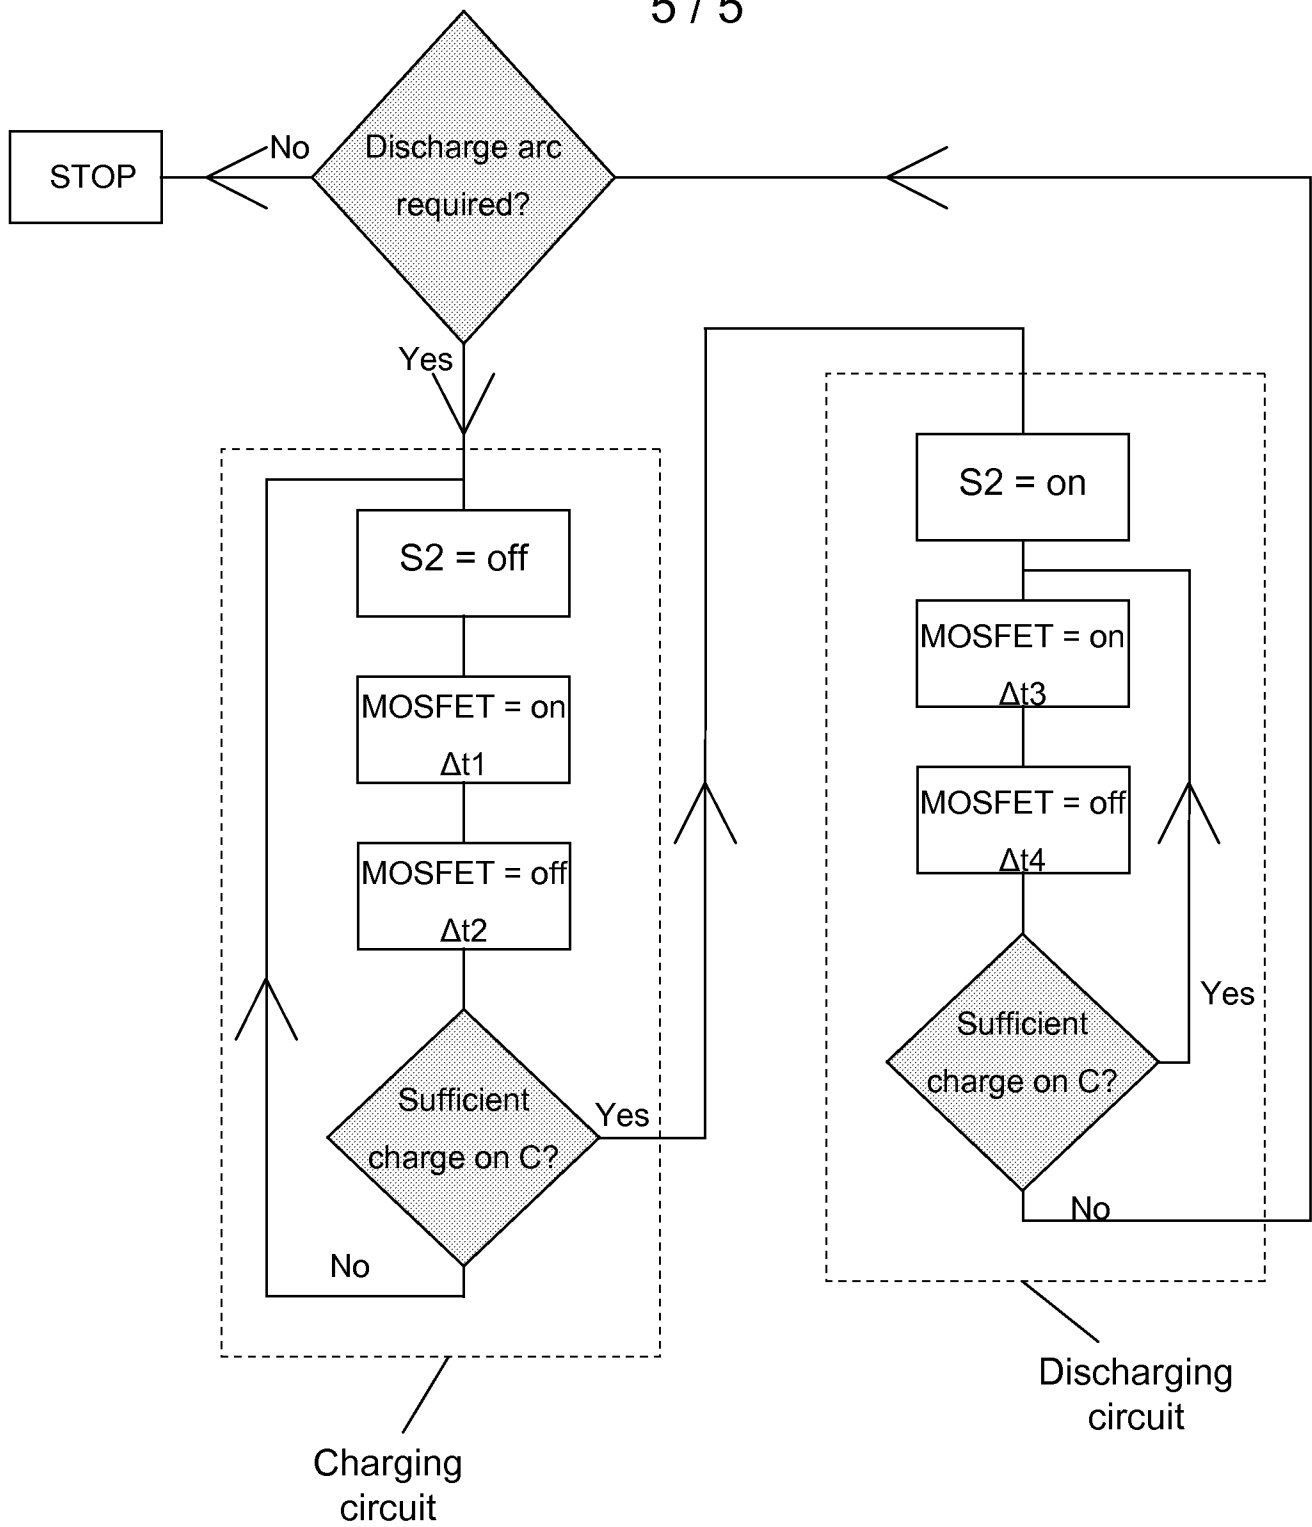 5 / 5
Discharge arc
required?
No
STOP
Yes
S2 = off
MOSFET = on
Δt1
MOSFET = off
Δt2
Sufficient
charge on C?
Yes
No
Charging
circuit
S2 = on
MOSFET = on
Δt3
MOSFET = off
Δt4
Sufficient
charge on C?
Yes
No
Discharging
circuit